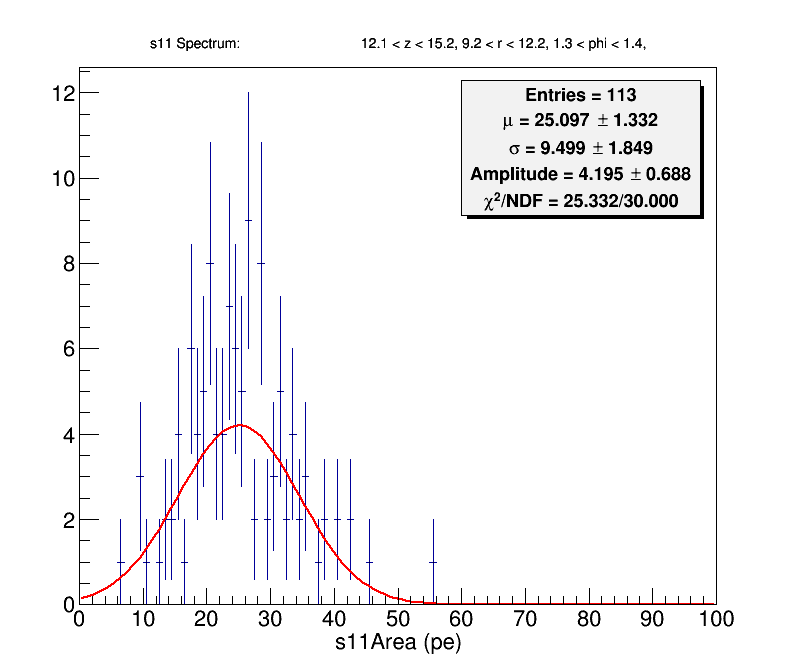 s11 Spectrum: 12.1 < z < 15.2, 9.2 < r < 12.2, 1.3 < phi < 1.4,
Entries = 113
μ = 25.097 ± 1.332
σ = 9.499 ± 1.849
Amplitude = 4.195 ± 0.688
χ²/NDF = 25.332/30.000
12
10
8
6
4
2
0
0 10 20 30 40 50 60 70 80 90 100
s11Area (pe)